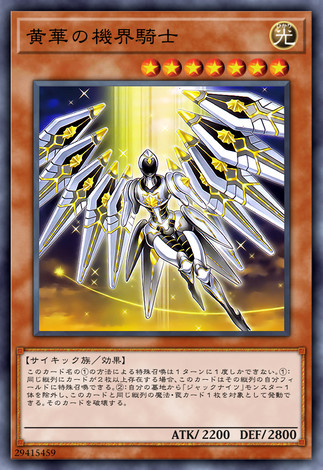 黄華の機界騎士
光
【サイキック族／効果】
このカード名の①の方法による特殊召喚は１ターンに１度しかできない。①：
同じ縦列にカードが２枚以上存在する場合、このカードはその縦列の自分フィ
ールドに特殊召喚できる。②：自分の墓地から「ジャックナイツ」モンスター１
体を除外し、このカードと同じ縦列の魔法・罠カード１枚を対象として発動で
きる。そのカードを破壊する。
ATK/ 2200 DEF/ 2800
29415459